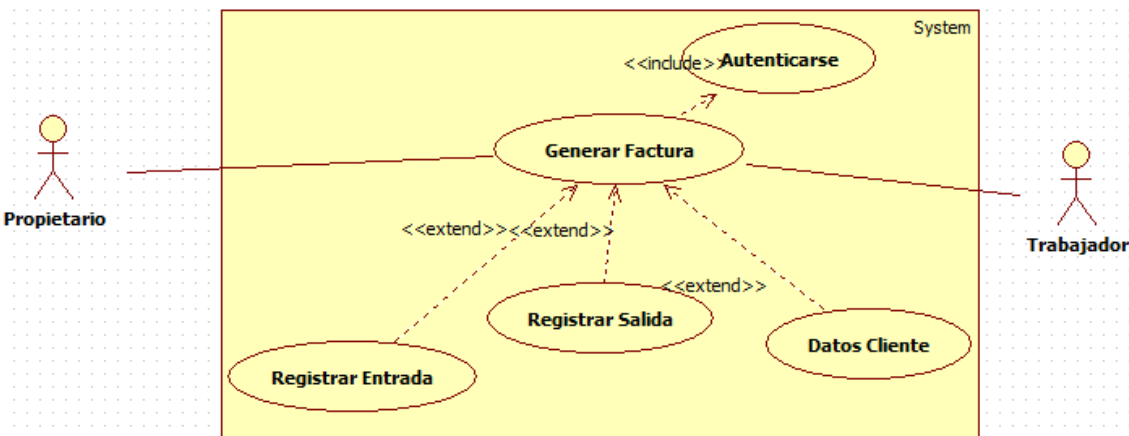 System
<<include>>
Autenticarse
Generar Factura
Propietario
Trabajador
<<extend>>
<<extend>>
<<extend>>
Registrar Salida
Datos Cliente
Registrar Entrada